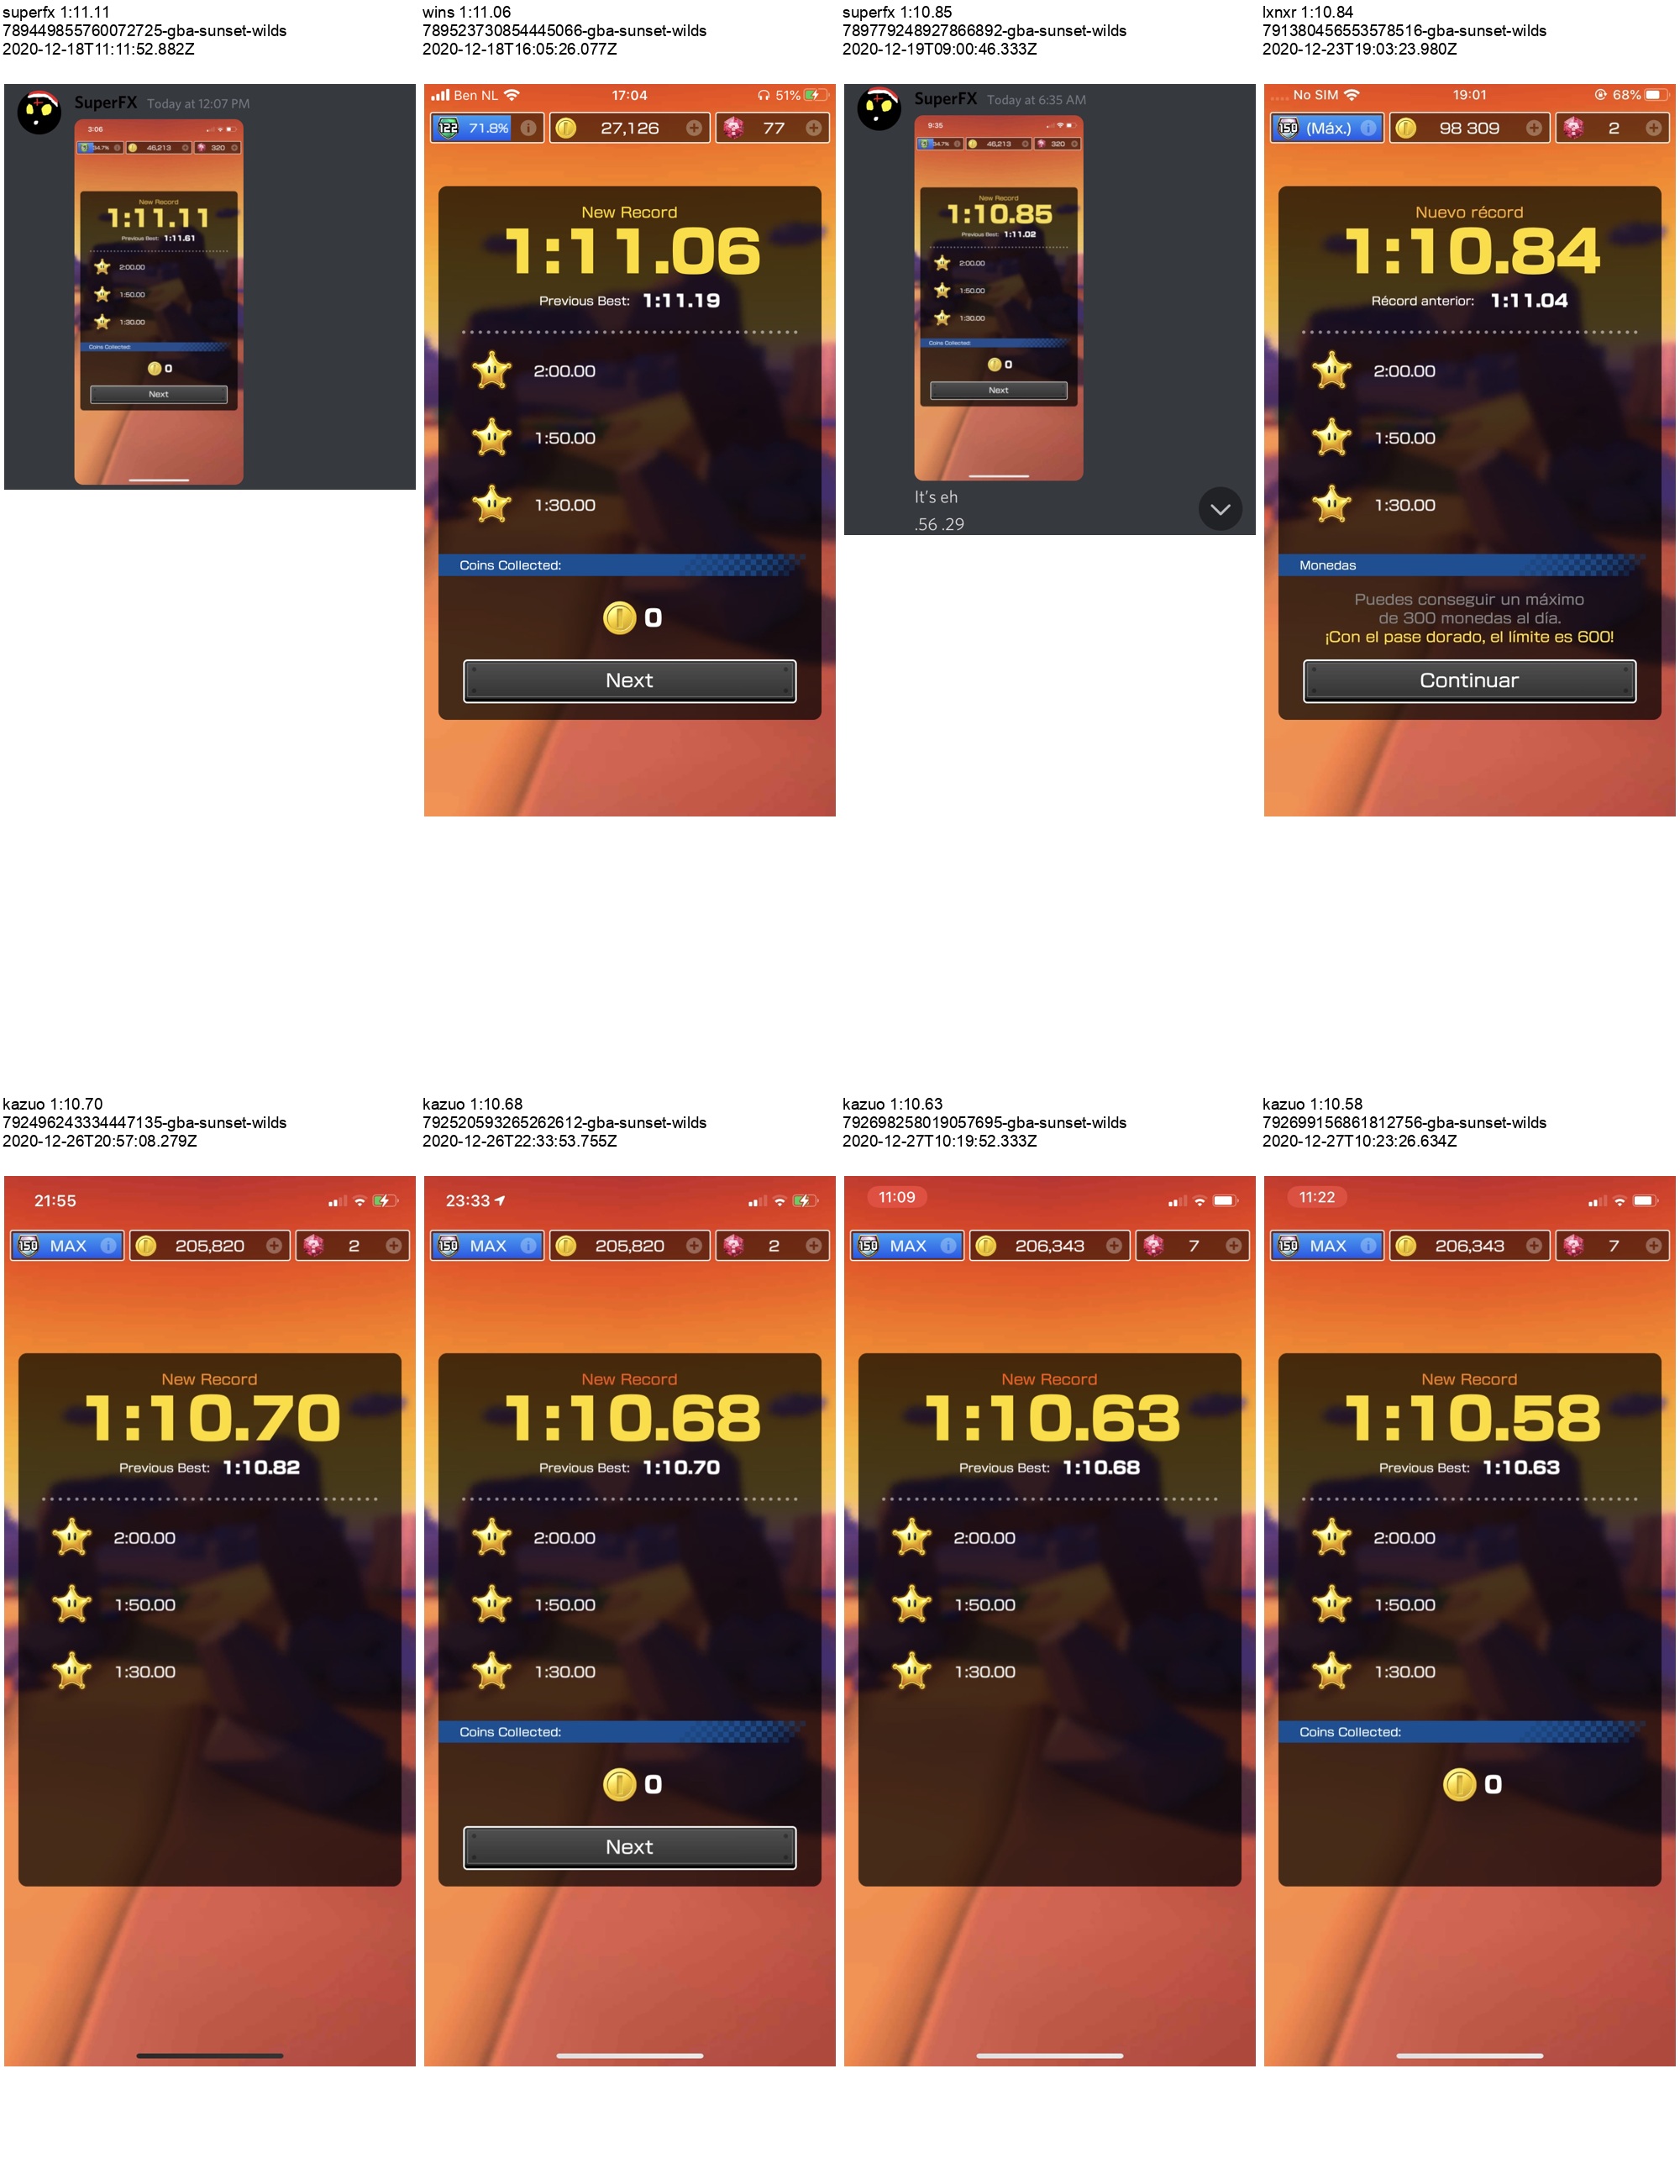 superfx 1:11.11
789449855760072725-gba-sunset-wilds
2020-12-18T11:11:52.882Z
SuperFX Today at 12:07 PM
3:06
34.7% 46,213 320
New Record
1:11.11
Previous Best: 1:11.61
2:00.00
1:50.00
1:30.00
Coins Collected:
0
Next
wins 1:11.06
789523730854445066-gba-sunset-wilds
2020-12-18T16:05:26.077Z
Ben NL 17:04 51%
122 71.8% 27,126 77
New Record
1:11.06
Previous Best: 1:11.19
2:00.00
1:50.00
1:30.00
Coins Collected:
0
Next
superfx 1:10.85
789779248927866892-gba-sunset-wilds
2020-12-19T09:00:46.333Z
SuperFX Today at 6:35 AM
9:35
34.7% 46,213 320
New Record
1:10.85
Previous Best: 1:11.02
2:00.00
1:50.00
1:30.00
Coins Collected:
0
Next
It's eh
.56 .29
lxnxr 1:10.84
791380456553578516-gba-sunset-wilds
2020-12-23T19:03:23.980Z
No SIM 19:01 68%
150 (Máx.) 98 309 2
Nuevo récord
1:10.84
Récord anterior: 1:11.04
2:00.00
1:50.00
1:30.00
Monedas
Puedes conseguir un máximo
de 300 monedas al día.
¡Con el pase dorado, el límite es 600!
Continuar
kazuo 1:10.70
792496243334447135-gba-sunset-wilds
2020-12-26T20:57:08.279Z
21:55
150 MAX 205,820 2
New Record
1:10.70
Previous Best: 1:10.82
2:00.00
1:50.00
1:30.00
kazuo 1:10.68
792520593265262612-gba-sunset-wilds
2020-12-26T22:33:53.755Z
23:33
150 MAX 205,820 2
New Record
1:10.68
Previous Best: 1:10.70
2:00.00
1:50.00
1:30.00
Coins Collected:
0
Next
kazuo 1:10.63
792698258019057695-gba-sunset-wilds
2020-12-27T10:19:52.333Z
11:09
150 MAX 206,343 7
New Record
1:10.63
Previous Best: 1:10.68
2:00.00
1:50.00
1:30.00
kazuo 1:10.58
792699156861812756-gba-sunset-wilds
2020-12-27T10:23:26.634Z
11:22
150 MAX 206,343 7
New Record
1:10.58
Previous Best: 1:10.63
2:00.00
1:50.00
1:30.00
Coins Collected:
0